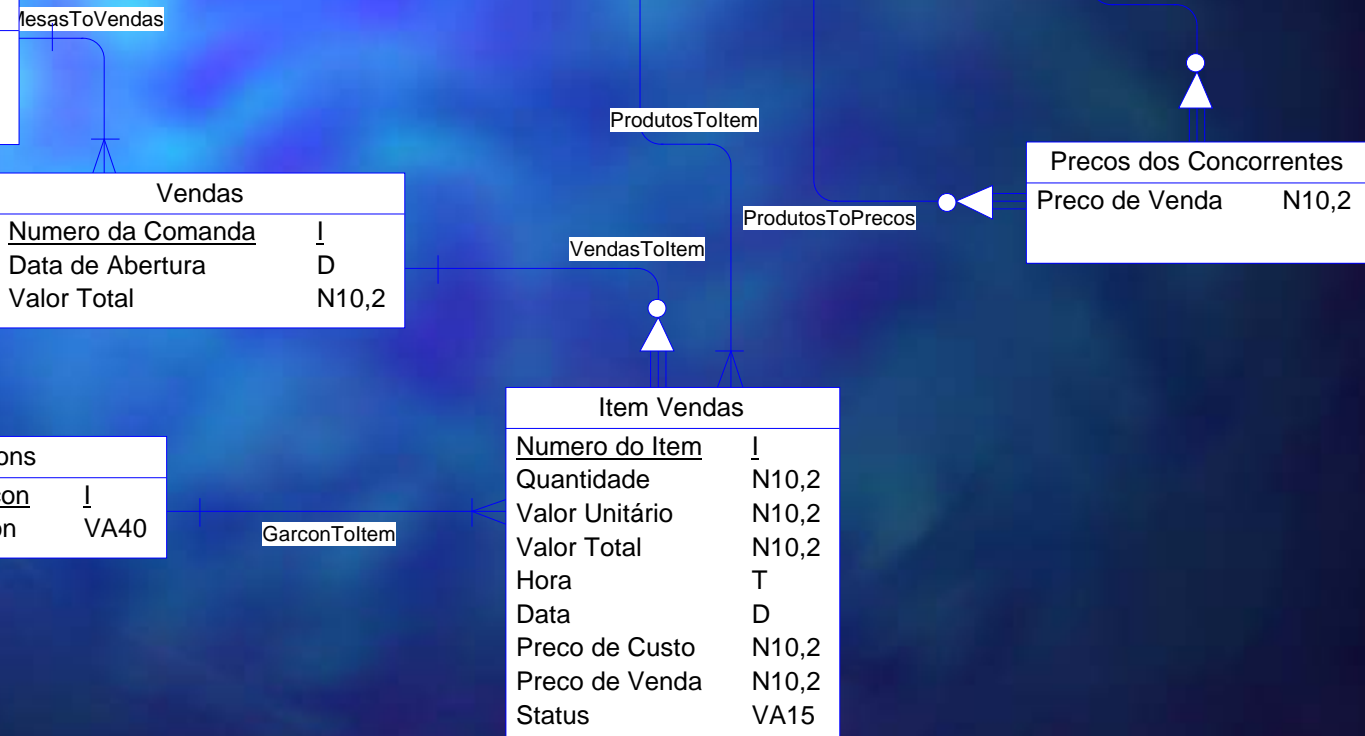 MesasToVendas
Vendas
Numero da Comanda I
Data de Abertura D
Valor Total N10,2
ProdutosToItem
ProdutosToPrecos
VendasToItem
Precos dos Concorrentes
Preco de Venda N10,2
ons
con I
on VA40
GarconToItem
Item Vendas
Numero do Item I
Quantidade N10,2
Valor Unitário N10,2
Valor Total N10,2
Hora T
Data D
Preco de Custo N10,2
Preco de Venda N10,2
Status VA15